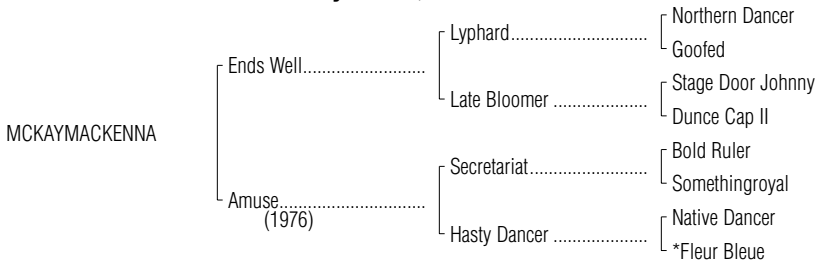 Northern Dancer
Lyphard
Goofed
Ends Well
Stage Door Johnny
Late Bloomer
Dunce Cap II
MCKAYMACKENNA
Bold Ruler
Secretariat
Somethingroyal
Amuse
(1976)
Native Dancer
Hasty Dancer
*Fleur Bleue